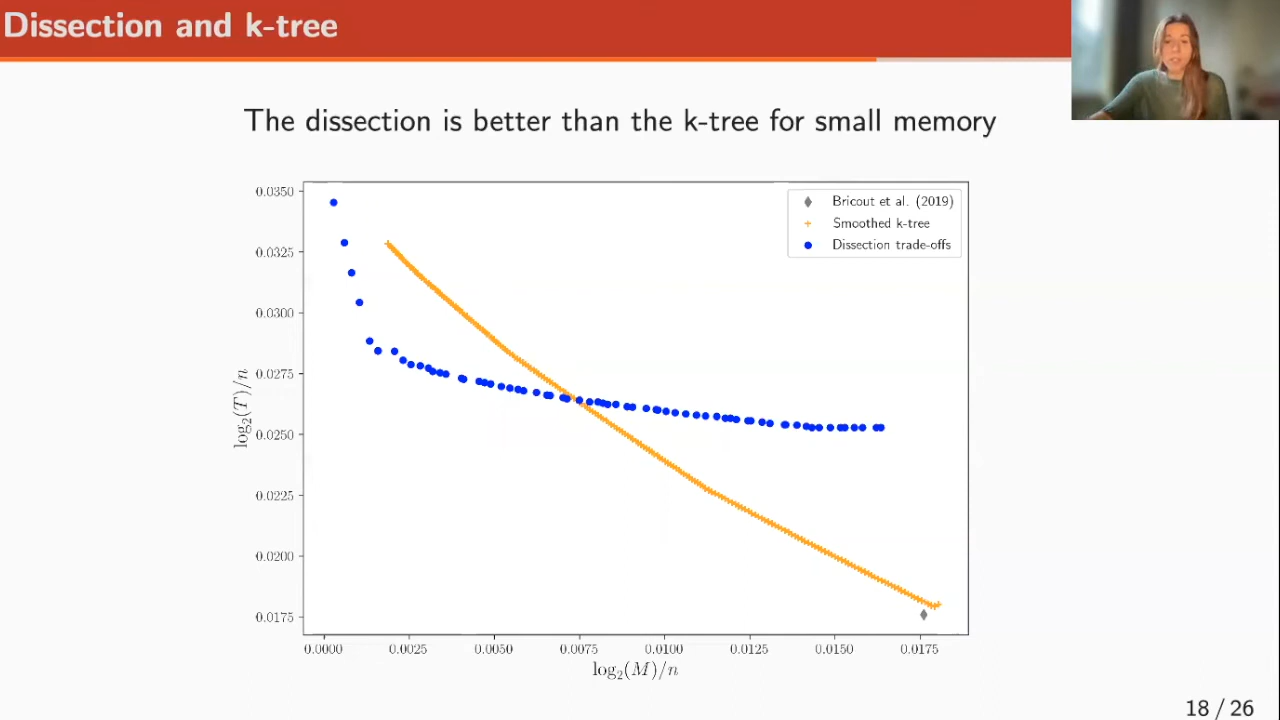 Dissection and k-tree
The dissection is better than the k-tree for small memory
Bricout et al. (2019)
Smoothed k-tree
Dissection trade-offs
0.0350
0.0325
0.0300
0.0275
0.0250
0.0225
0.0200
0.0175
log₂(T)/n
0.0000 0.0025 0.0050 0.0075 0.0100 0.0125 0.0150 0.0175
log₂(M)/n
18 / 26